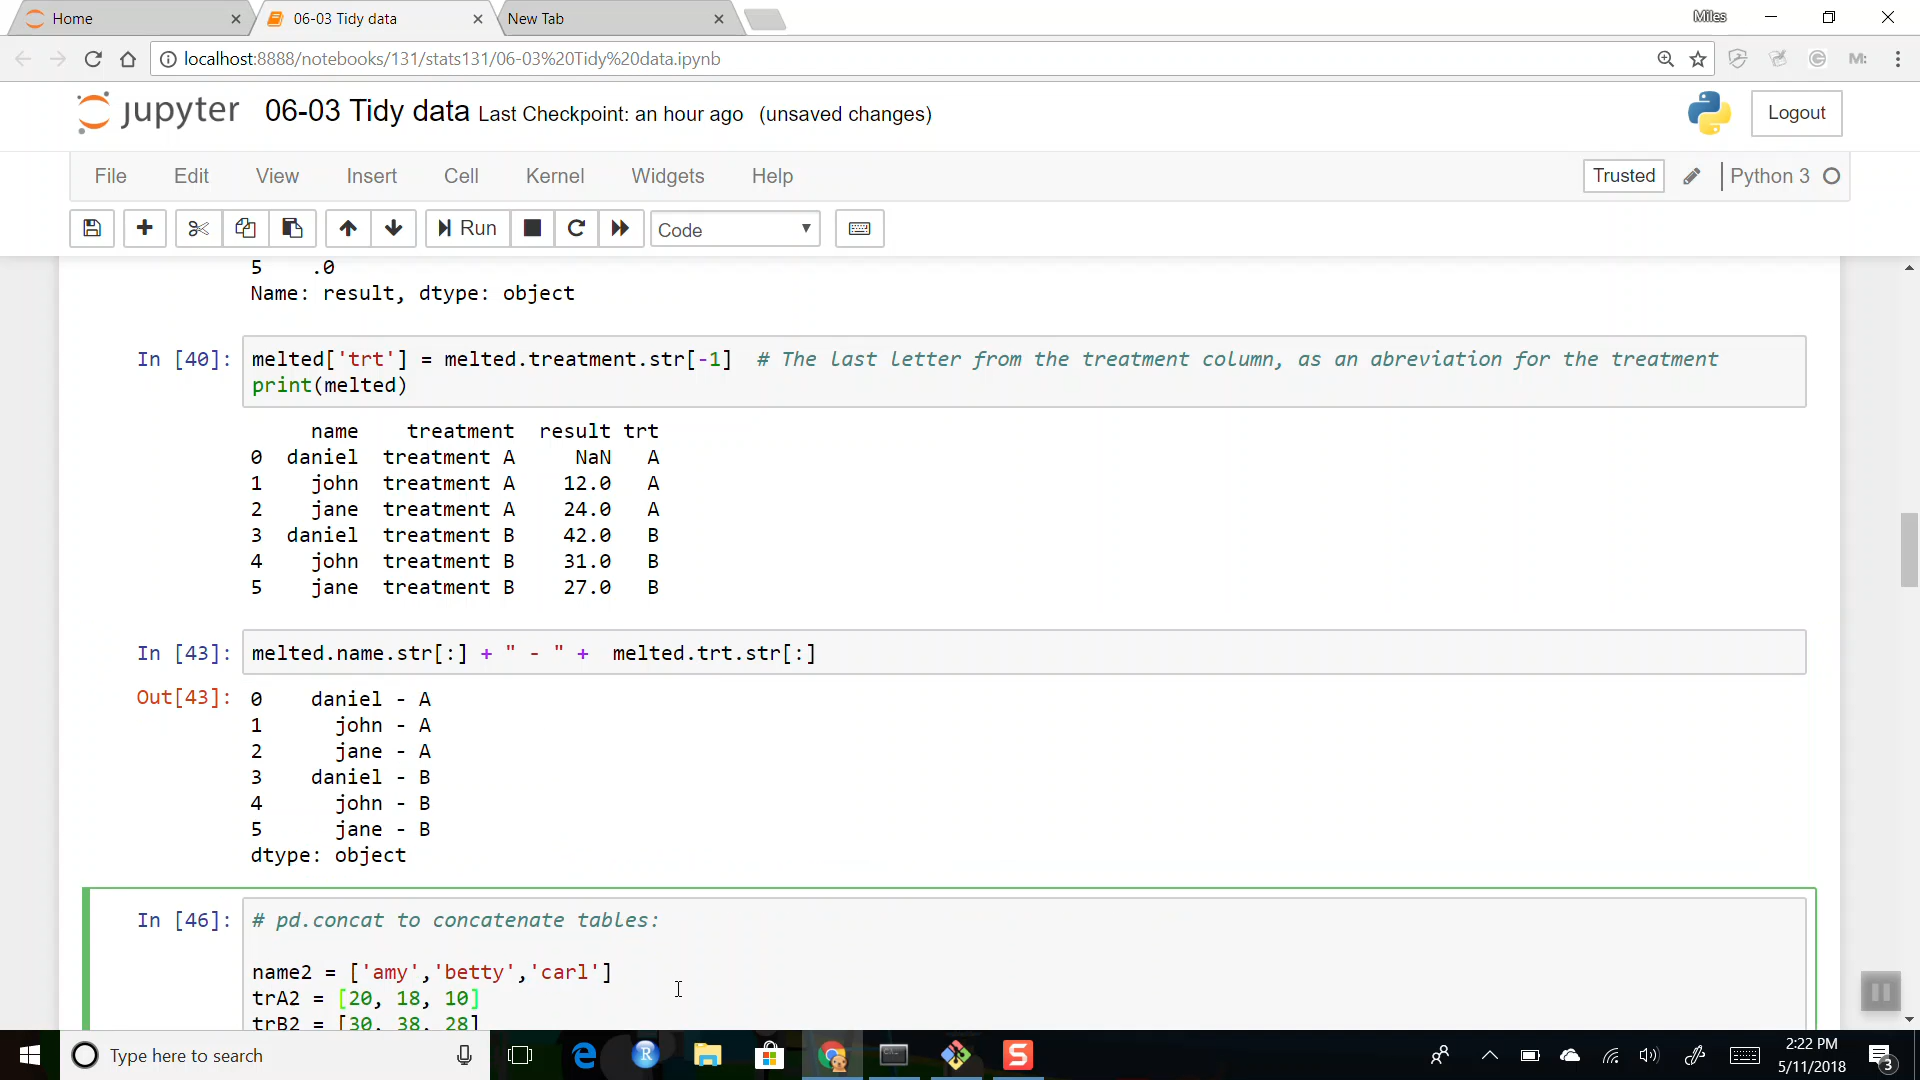 Home
06-03 Tidy data
New Tab
Miles
localhost:8888/notebooks/131/stats131/06-03%20Tidy%20data.ipynb
jupyter 06-03 Tidy data Last Checkpoint: an hour ago (unsaved changes)
Logout
File Edit View Insert Cell Kernel Widgets Help
Trusted
Python 3
Run
Code
5    .0
Name: result, dtype: object
In [40]: melted['trt'] = melted.treatment.str[-1]  # The last letter from the treatment column, as an abreviation for the treatment
print(melted)
name    treatment  result trt
0  daniel  treatment A     NaN   A
1    john  treatment A    12.0   A
2    jane  treatment A    24.0   A
3  daniel  treatment B    42.0   B
4    john  treatment B    31.0   B
5    jane  treatment B    27.0   B
In [43]: melted.name.str[:] + " - " +  melted.trt.str[:]
Out[43]: 0    daniel - A
1      john - A
2      jane - A
3    daniel - B
4      john - B
5      jane - B
dtype: object
In [46]: # pd.concat to concatenate tables:
name2 = ['amy','betty','carl']
trA2 = [20, 18, 10]
trB2 = [30, 38, 28]
Type here to search
2:22 PM
5/11/2018
3